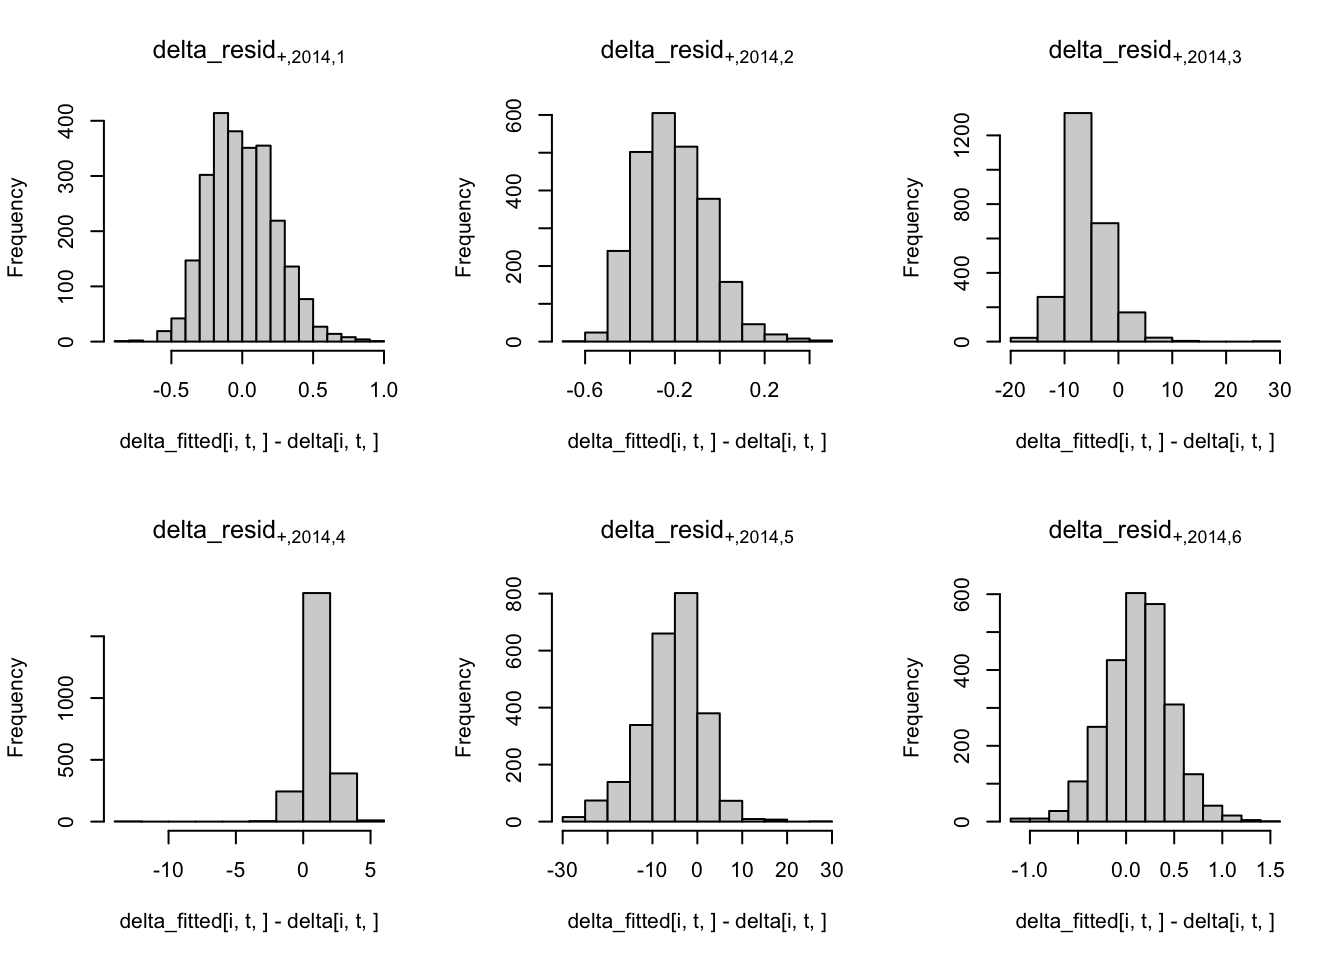 delta_resid+,2014,1
Frequency
0 100 200 300 400
-0.5 0.0 0.5 1.0
delta_fitted[i, t, ] - delta[i, t, ]
delta_resid+,2014,2
Frequency
0 200 400 600
-0.6 -0.2 0.2
delta_fitted[i, t, ] - delta[i, t, ]
delta_resid+,2014,3
Frequency
0 400 800 1200
-20 -10 0 10 20 30
delta_fitted[i, t, ] - delta[i, t, ]
delta_resid+,2014,4
Frequency
0 500 1000
-10 -5 0 5
delta_fitted[i, t, ] - delta[i, t, ]
delta_resid+,2014,5
Frequency
0 200 400 600 800
-30 -10 0 10 20 30
delta_fitted[i, t, ] - delta[i, t, ]
delta_resid+,2014,6
Frequency
0 200 400 600
-1.0 0.0 0.5 1.0 1.5
delta_fitted[i, t, ] - delta[i, t, ]